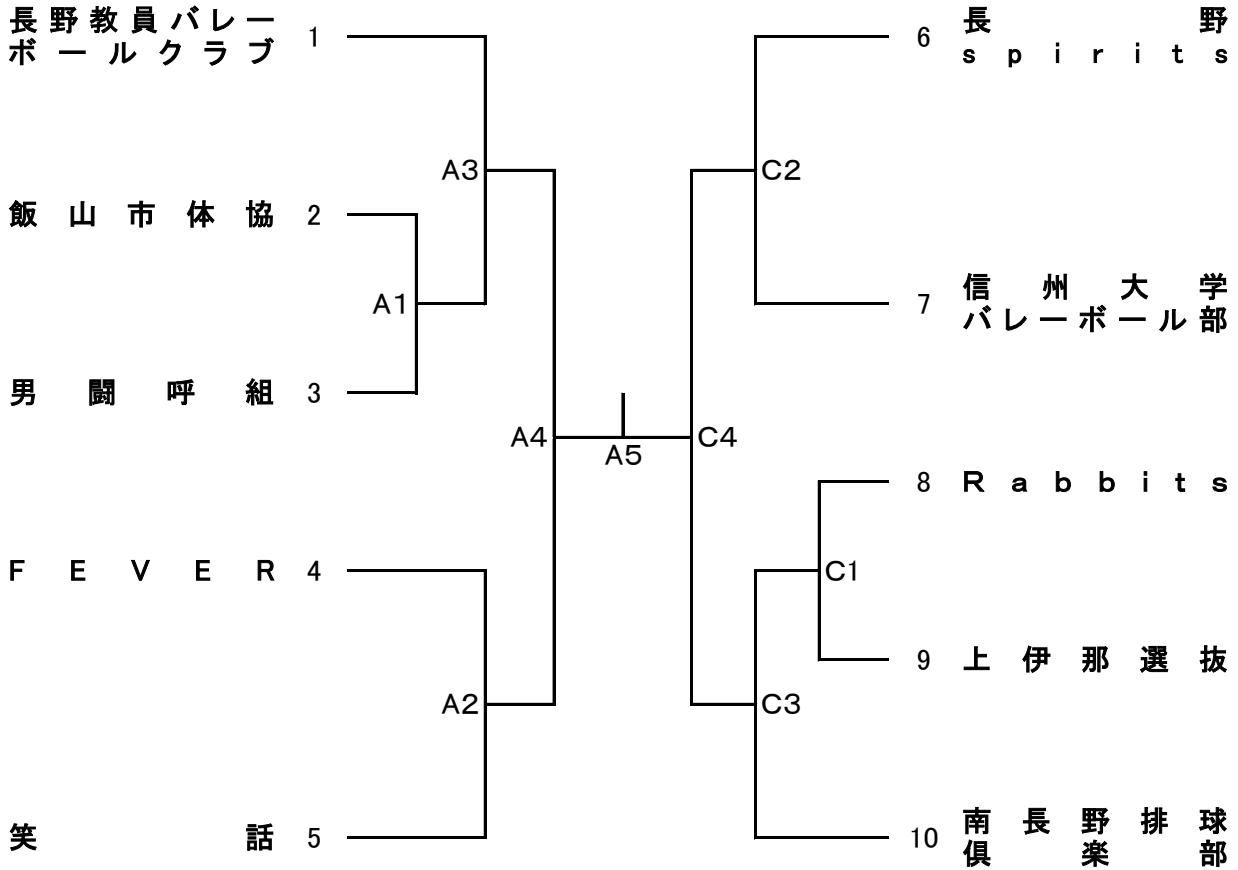 長野教員バレー
ボールクラブ 1
飯山市体協 2
男闘呼組 3
FEVER 4
笑話 5
A3
A1
A4
A2
A5
C2
C4
C1
C3
6 長野
spirits
7 信州大学
バレーボール部
8 Rabbits
9 上伊那選抜
10 南長野排球
倶楽部